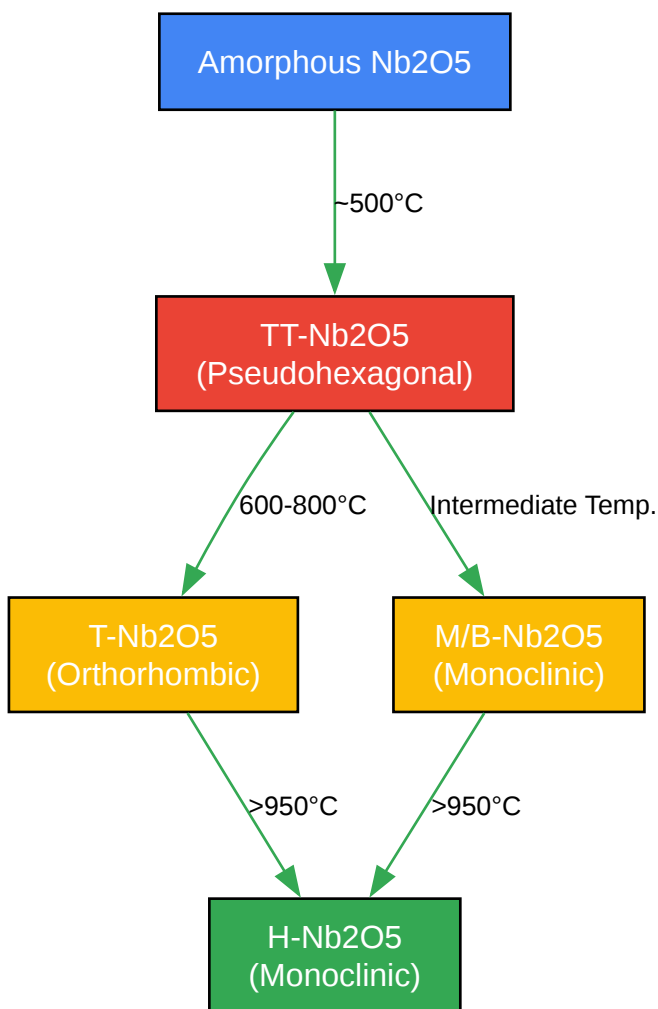 Amorphous Nb2O5
~500°C
TT-Nb2O5
(Pseudohexagonal)
600-800°C
Intermediate Temp.
T-Nb2O5
(Orthorhombic)
M/B-Nb2O5
(Monoclinic)
>950°C
>950°C
H-Nb2O5
(Monoclinic)